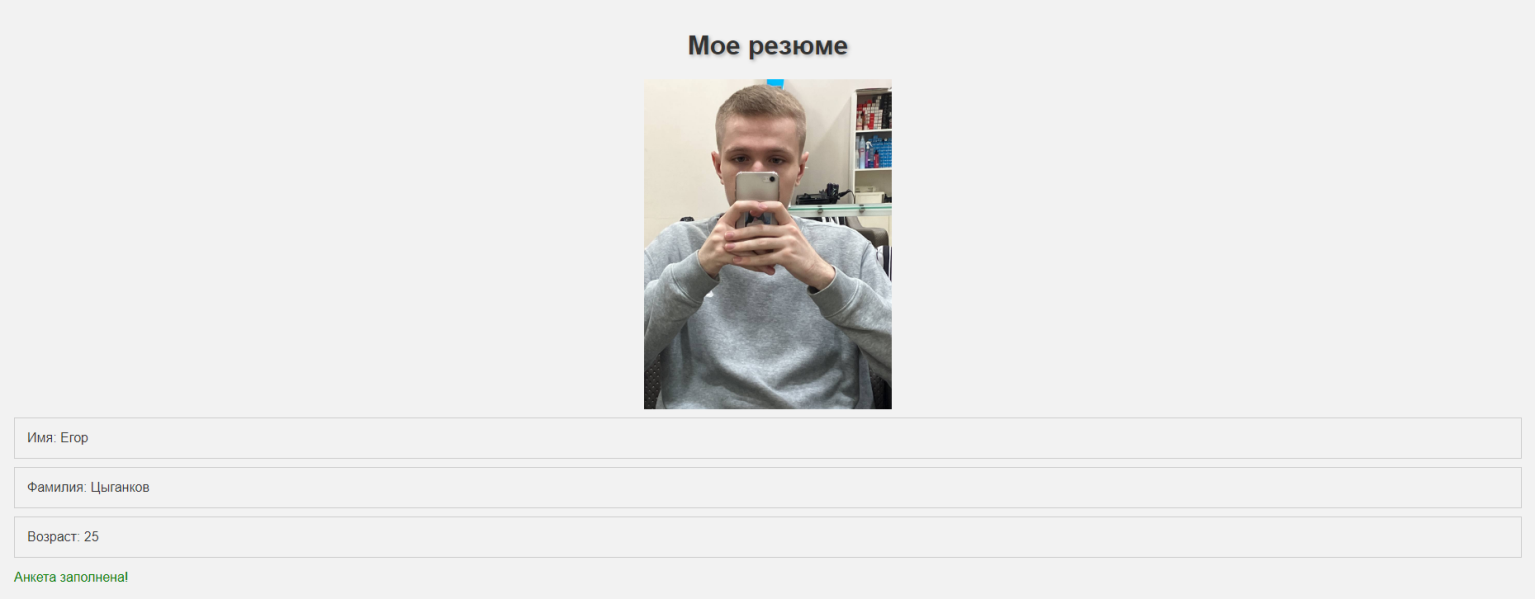 Мое резюме
Имя: Егор
Фамилия: Цыганков
Возраст: 25
Анкета заполнена!